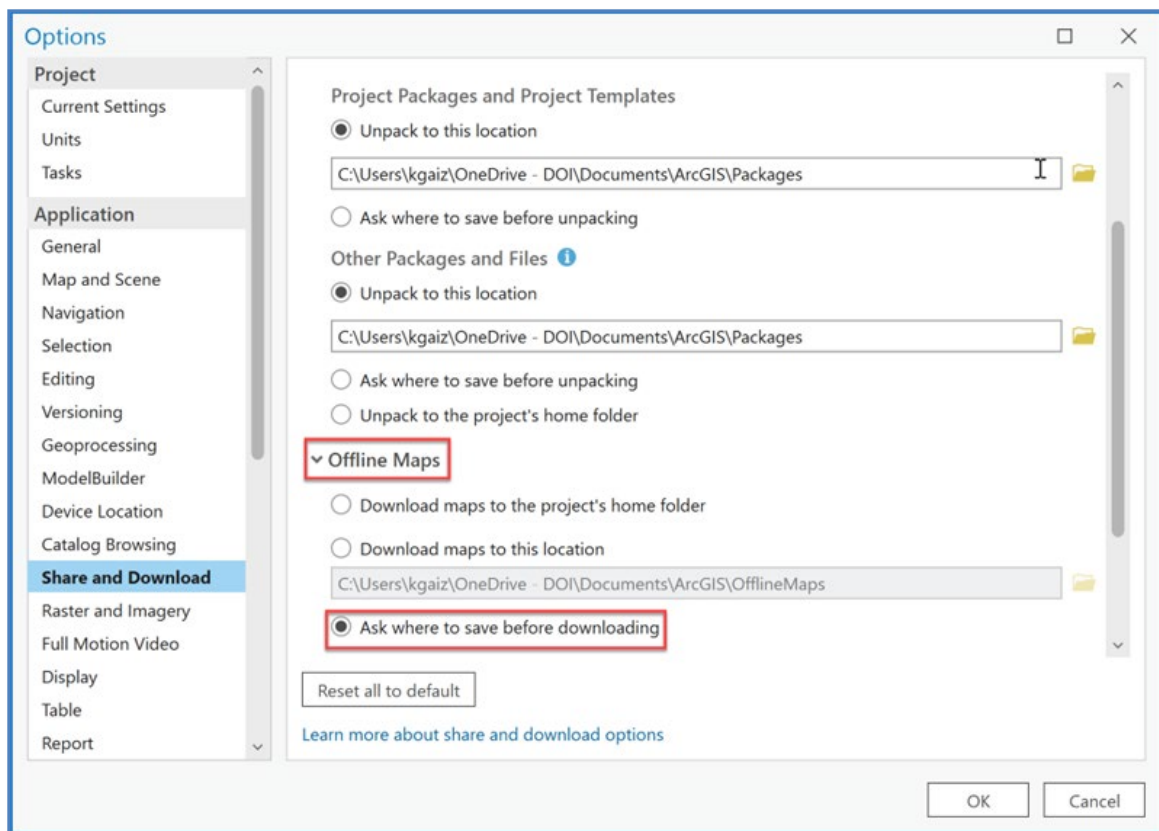 Options
Project
Current Settings
Units
Tasks
Application
General
Map and Scene
Navigation
Selection
Editing
Versioning
Geoprocessing
ModelBuilder
Device Location
Catalog Browsing
Share and Download
Raster and Imagery
Full Motion Video
Display
Table
Report
Project Packages and Project Templates
Unpack to this location
C:\Users\kgaiz\OneDrive - DOI\Documents\ArcGIS\Packages
Ask where to save before unpacking
Other Packages and Files
Unpack to this location
C:\Users\kgaiz\OneDrive - DOI\Documents\ArcGIS\Packages
Ask where to save before unpacking
Unpack to the project's home folder
Offline Maps
Download maps to the project's home folder
Download maps to this location
C:\Users\kgaiz\OneDrive - DOI\Documents\ArcGIS\OfflineMaps
Ask where to save before downloading
Reset all to default
Learn more about share and download options
OK
Cancel